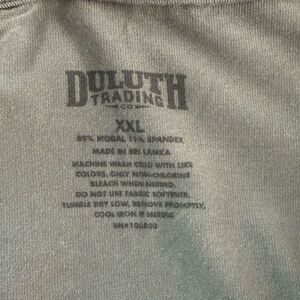 DULUTH
TRADING
CO
XXL
89% MODAL 11% SPANDEX
MADE IN SRI LANKA
MACHINE WASH COLD WITH LIKE
COLORS, ONLY NON-CHLORINE
BLEACH WHEN NEEDED.
DO NOT USE FABRIC SOFTENER.
TUMBLE DRY LOW, REMOVE PROMPTLY.
COOL IRON IF NEEDED